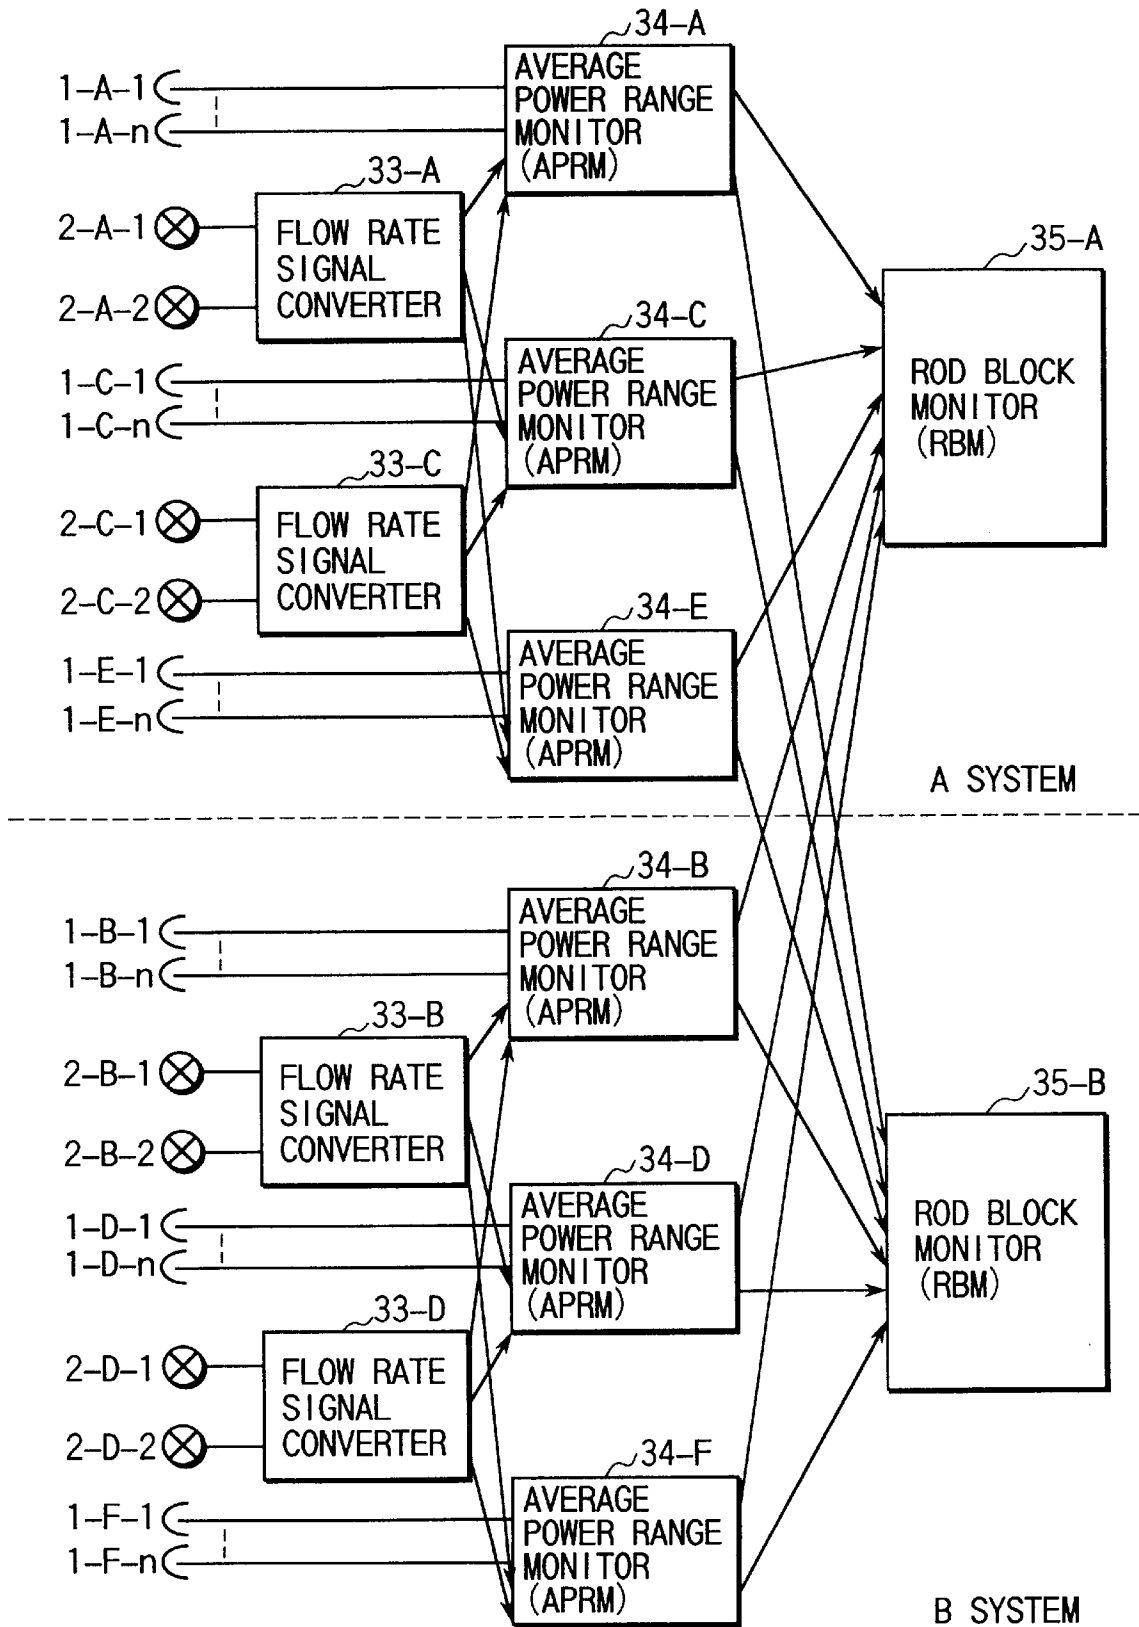 34-A
AVERAGE
POWER RANGE
MONITOR
(APRM)
1-A-1
1-A-n
33-A
FLOW RATE
SIGNAL
CONVERTER
2-A-1
2-A-2
35-A
ROD BLOCK
MONITOR
(RBM)
34-C
AVERAGE
POWER RANGE
MONITOR
(APRM)
1-C-1
1-C-n
33-C
FLOW RATE
SIGNAL
CONVERTER
2-C-1
2-C-2
34-E
AVERAGE
POWER RANGE
MONITOR
(APRM)
1-E-1
1-E-n
A SYSTEM
34-B
AVERAGE
POWER RANGE
MONITOR
(APRM)
1-B-1
1-B-n
33-B
FLOW RATE
SIGNAL
CONVERTER
2-B-1
2-B-2
35-B
ROD BLOCK
MONITOR
(RBM)
34-D
AVERAGE
POWER RANGE
MONITOR
(APRM)
1-D-1
1-D-n
33-D
FLOW RATE
SIGNAL
CONVERTER
2-D-1
2-D-2
34-F
AVERAGE
POWER RANGE
MONITOR
(APRM)
1-F-1
1-F-n
B SYSTEM